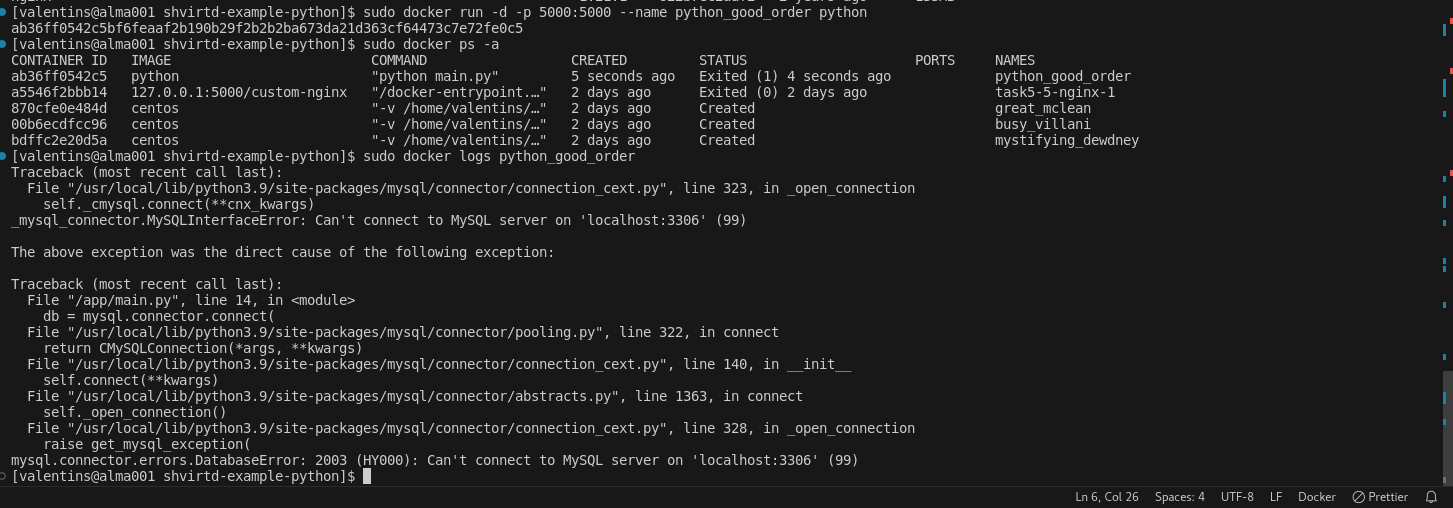 [valentins@alma001 shvirtd-example-python]$ sudo docker run -d -p 5000:5000 --name python_good_order python
ab36ff0542c5bf6feaaf2b190b29f2b2b2ba673da21d363cf64473c7e72fe0c5
[valentins@alma001 shvirtd-example-python]$ sudo docker ps -a
CONTAINER ID   IMAGE                         COMMAND                  CREATED         STATUS                     PORTS     NAMES
ab36ff0542c5   python                        "python main.py"         5 seconds ago   Exited (1) 4 seconds ago             python_good_order
a5546f2bbb14   127.0.0.1:5000/custom-nginx   "/docker-entrypoint.…"   2 days ago      Exited (0) 2 days ago                task5-5-nginx-1
870cfe0e484d   centos                        "-v /home/valentins/…"   2 days ago      Created                              great_mclean
00b6ecdfcc96   centos                        "-v /home/valentins/…"   2 days ago      Created                              busy_villani
bdffc2e20d5a   centos                        "-v /home/valentins/…"   2 days ago      Created                              mystifying_dewdney
[valentins@alma001 shvirtd-example-python]$ sudo docker logs python_good_order
Traceback (most recent call last):
  File "/usr/local/lib/python3.9/site-packages/mysql/connector/connection_cext.py", line 323, in _open_connection
    self._cmysql.connect(**cnx_kwargs)
_mysql_connector.MySQLInterfaceError: Can't connect to MySQL server on 'localhost:3306' (99)

The above exception was the direct cause of the following exception:

Traceback (most recent call last):
  File "/app/main.py", line 14, in <module>
    db = mysql.connector.connect(
  File "/usr/local/lib/python3.9/site-packages/mysql/connector/pooling.py", line 322, in connect
    return CMySQLConnection(*args, **kwargs)
  File "/usr/local/lib/python3.9/site-packages/mysql/connector/connection_cext.py", line 140, in __init__
    self.connect(**kwargs)
  File "/usr/local/lib/python3.9/site-packages/mysql/connector/abstracts.py", line 1363, in connect
    self._open_connection()
  File "/usr/local/lib/python3.9/site-packages/mysql/connector/connection_cext.py", line 328, in _open_connection
    raise get_mysql_exception(
mysql.connector.errors.DatabaseError: 2003 (HY000): Can't connect to MySQL server on 'localhost:3306' (99)
[valentins@alma001 shvirtd-example-python]$
Ln 6, Col 26   Spaces: 4   UTF-8   LF   Docker   Prettier